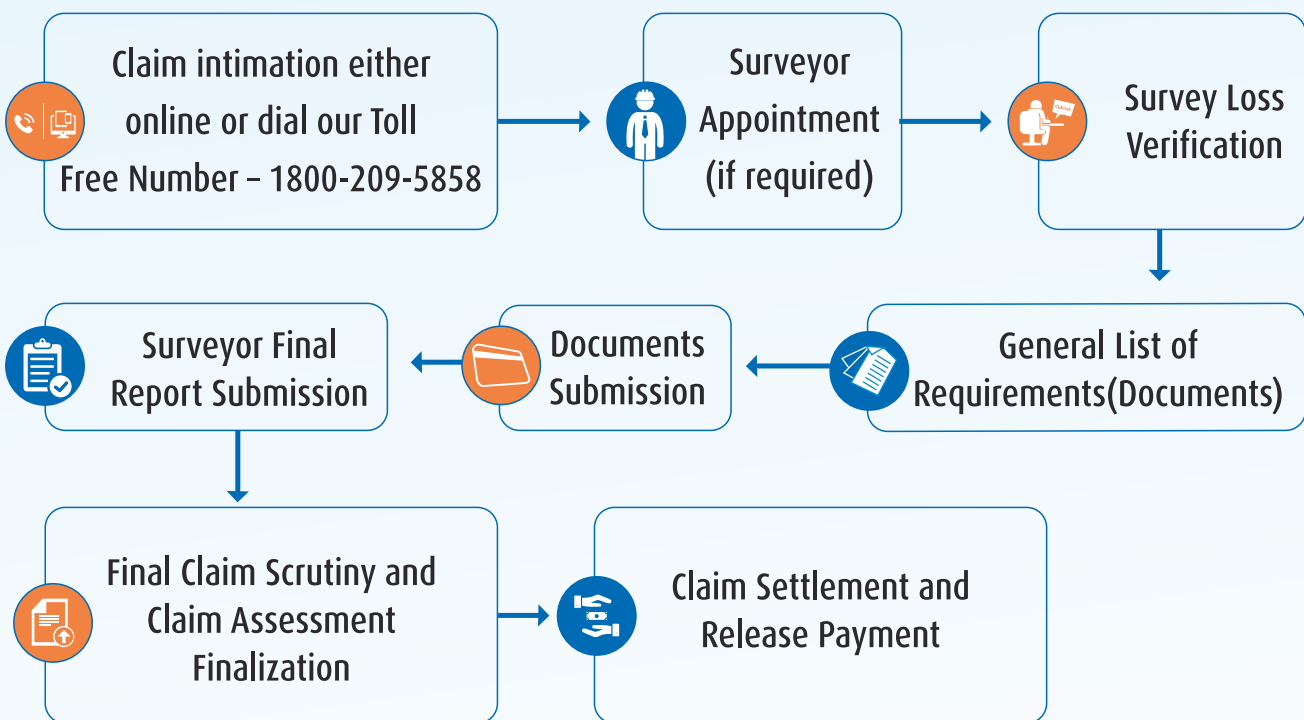 Claim intimation either
online or dial our Toll
Free Number – 1800-209-5858
Surveyor
Appointment
(if required)
CLAIM
Survey Loss
Verification
General List of
Requirements(Documents)
Documents
Submission
Surveyor Final
Report Submission
Final Claim Scrutiny and
Claim Assessment
Finalization
Claim Settlement and
Release Payment